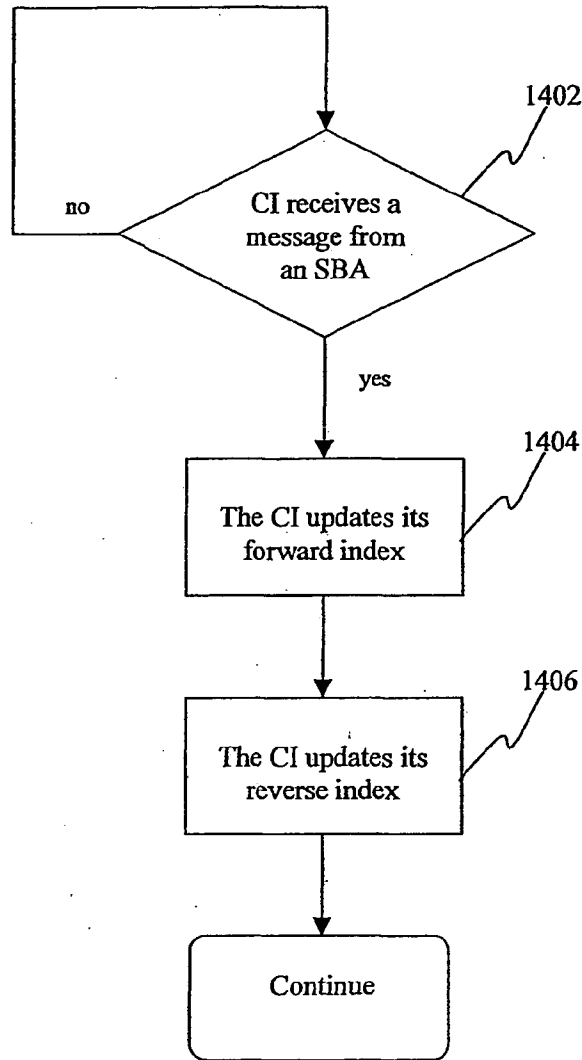 1402
no
CI receives a
message from
an SBA
yes
1404
The CI updates its
forward index
1406
The CI updates its
reverse index
Continue